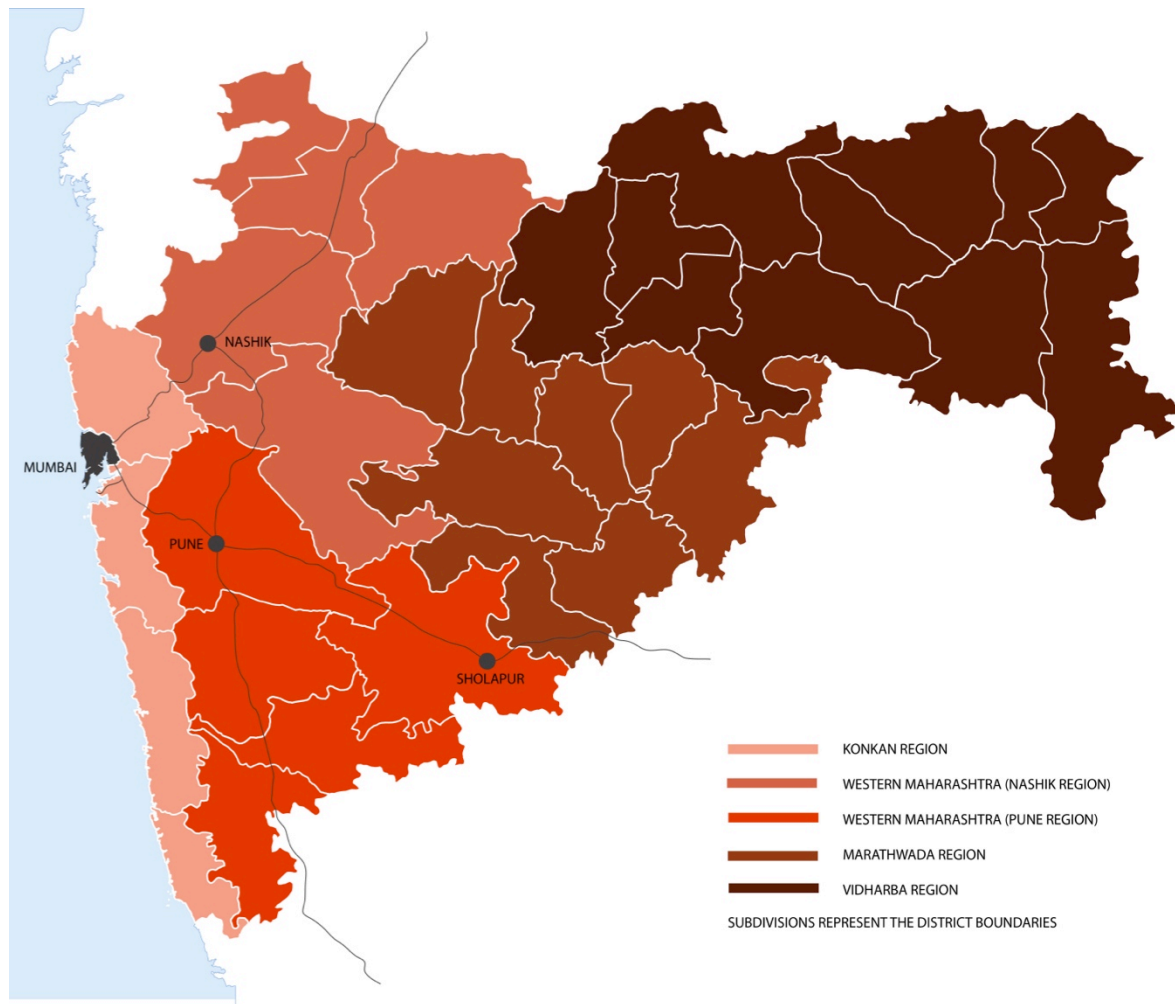 NASHIK
MUMBAI
PUNE
SHOLAPUR
KONKAN REGION
WESTERN MAHARASHTRA (NASHIK REGION)
WESTERN MAHARASHTRA (PUNE REGION)
MARATHWADA REGION
VIDHARBA REGION
SUBDIVISIONS REPRESENT THE DISTRICT BOUNDARIES